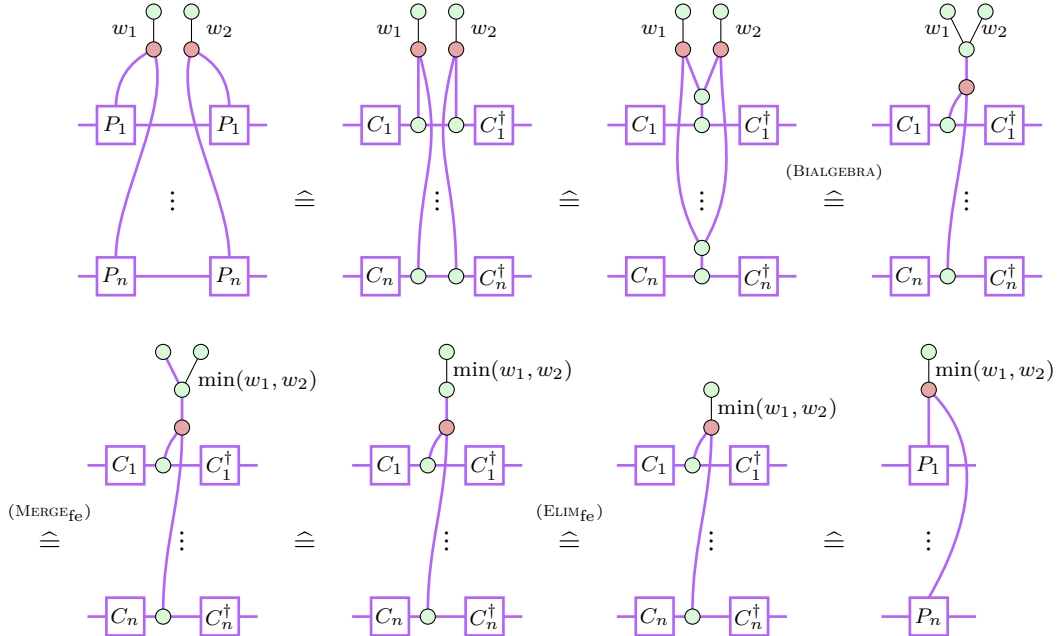 w₁ w₂ w₁ w₂ w₁ w₂ w₁ w₂
P₁ P₁ C₁ C₁† C₁ C₁† C₁ C₁†
⋮ ≙ ⋮ ≙ ⋮ (BIALGEBRA) ≙ ⋮
Pₙ Pₙ Cₙ Cₙ† Cₙ Cₙ† Cₙ Cₙ†
min(w₁, w₂) min(w₁, w₂) min(w₁, w₂) min(w₁, w₂)
C₁ C₁† C₁ C₁† C₁ C₁† P₁
(MERGE_fe) ≙ ⋮ ≙ ⋮ (ELIM_fe) ≙ ⋮ ≙ ⋮
Cₙ Cₙ† Cₙ Cₙ† Cₙ Cₙ† Pₙ